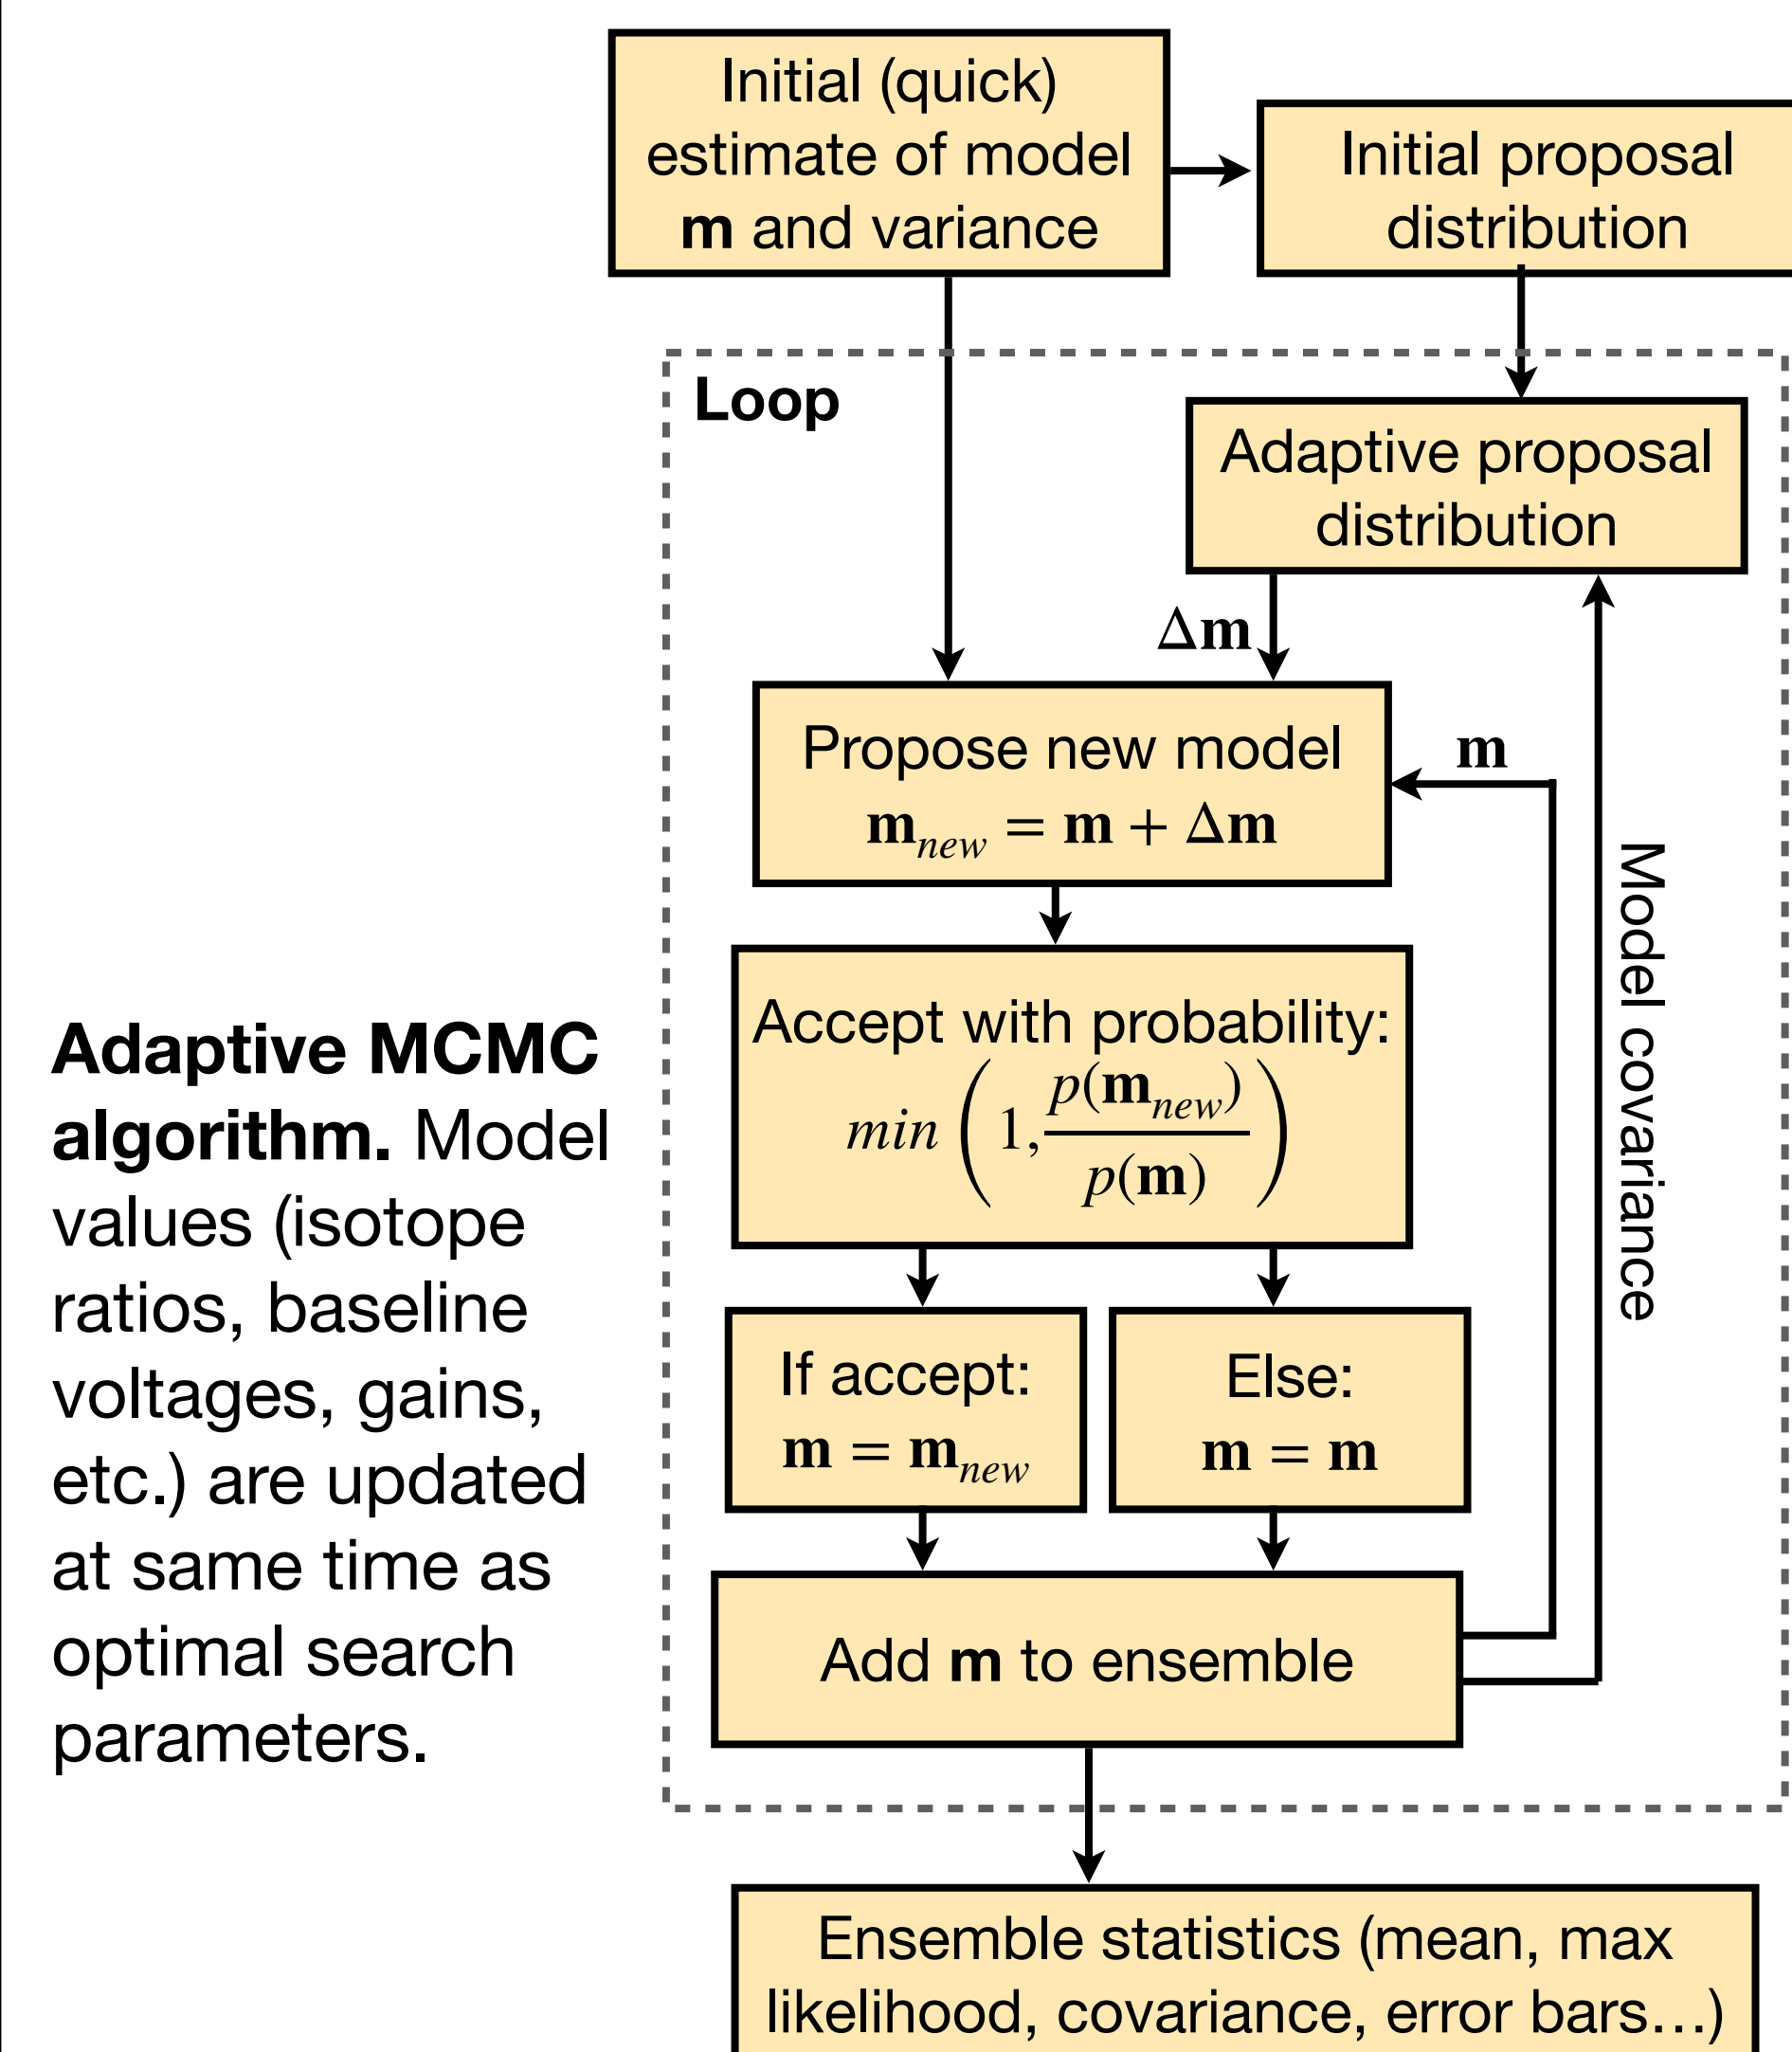 Initial (quick)
estimate of model
m and variance
Initial proposal
distribution
Loop
Adaptive proposal
distribution
Δm
Propose new model
m_new = m + Δm
m
Model covariance
Accept with probability:
min (1, p(m_new) / p(m))
If accept:
m = m_new
Else:
m = m
Add m to ensemble
Ensemble statistics (mean, max
likelihood, covariance, error bars…)
Adaptive MCMC
algorithm. Model
values (isotope
ratios, baseline
voltages, gains,
etc.) are updated
at same time as
optimal search
parameters.